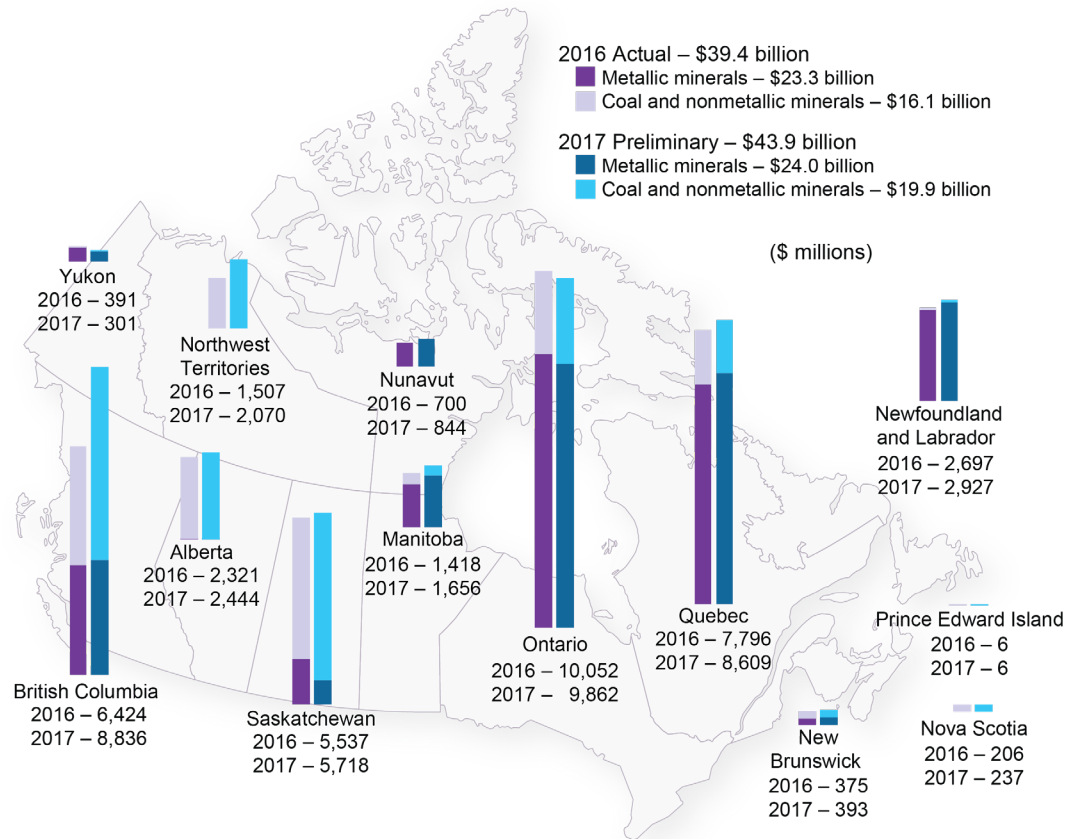 2016 Actual – $39.4 billion
Metallic minerals – $23.3 billion
Coal and nonmetallic minerals – $16.1 billion
2017 Preliminary – $43.9 billion
Metallic minerals – $24.0 billion
Coal and nonmetallic minerals – $19.9 billion
($ millions)
Yukon
2016 – 391
2017 – 301
Northwest
Territories
2016 – 1,507
2017 – 2,070
Nunavut
2016 – 700
2017 – 844
Newfoundland
and Labrador
2016 – 2,697
2017 – 2,927
Alberta
2016 – 2,321
2017 – 2,444
Manitoba
2016 – 1,418
2017 – 1,656
British Columbia
2016 – 6,424
2017 – 8,836
Saskatchewan
2016 – 5,537
2017 – 5,718
Ontario
2016 – 10,052
2017 – 9,862
Quebec
2016 – 7,796
2017 – 8,609
Prince Edward Island
2016 – 6
2017 – 6
New
Brunswick
2016 – 375
2017 – 393
Nova Scotia
2016 – 206
2017 – 237